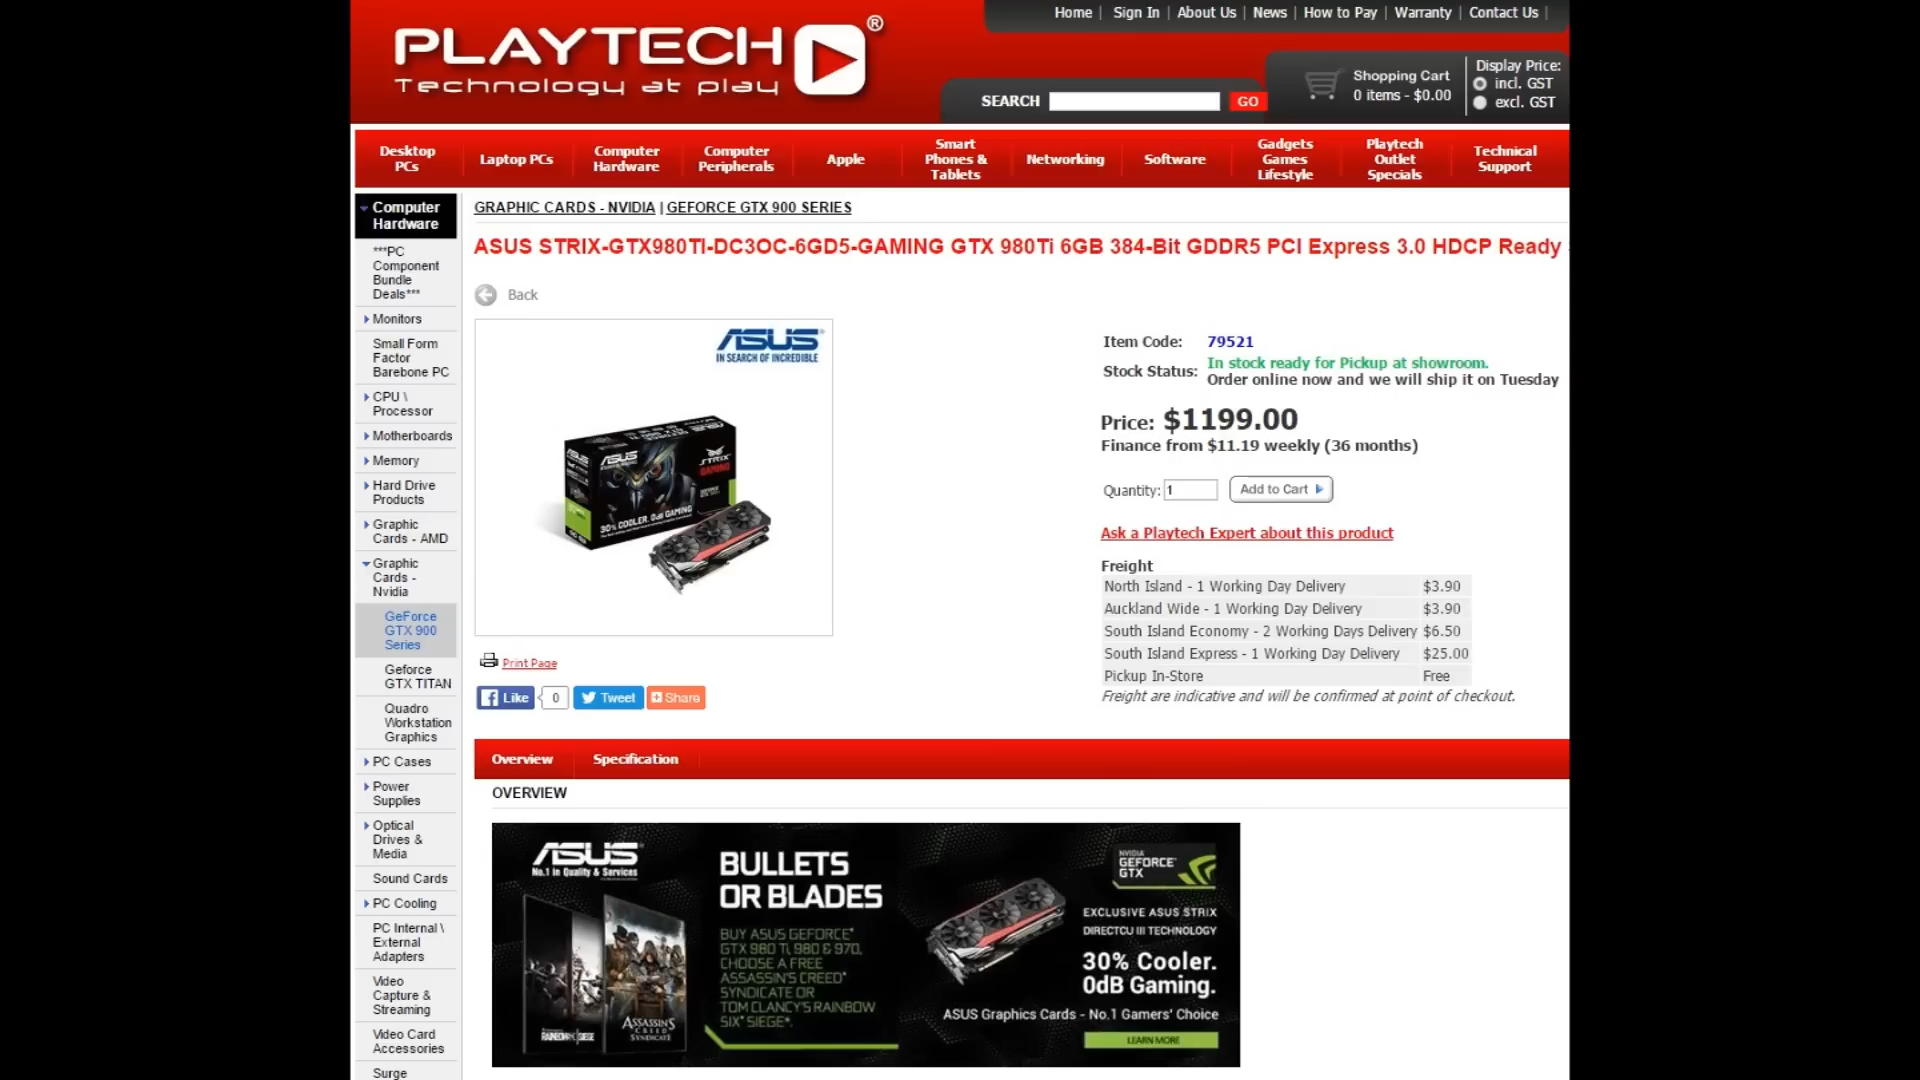 PLAYTECH ®
Technology at play
Home | Sign In | About Us | News | How to Pay | Warranty | Contact Us |
SEARCH GO
Shopping Cart
0 items - $0.00
Display Price:
incl. GST
excl. GST
Desktop PCs
Laptop PCs
Computer Hardware
Computer Peripherals
Apple
Smart Phones & Tablets
Networking
Software
Gadgets Games Lifestyle
Playtech Outlet Specials
Technical Support
Computer
Hardware
***PC
Component
Bundle
Deals***
Monitors
Small Form
Factor
Barebone PC
CPU \
Processor
Motherboards
Memory
Hard Drive
Products
Graphic
Cards - AMD
Graphic
Cards -
Nvidia
GeForce
GTX 900
Series
Geforce
GTX TITAN
Quadro
Workstation
Graphics
PC Cases
Power
Supplies
Optical
Drives &
Media
Sound Cards
PC Cooling
PC Internal \
External
Adapters
Video
Capture &
Streaming
Video Card
Accessories
Surge
GRAPHIC CARDS - NVIDIA | GEFORCE GTX 900 SERIES
ASUS STRIX-GTX980TI-DC3OC-6GD5-GAMING GTX 980Ti 6GB 384-Bit GDDR5 PCI Express 3.0 HDCP Ready
Back
ASUS
IN SEARCH OF INCREDIBLE
ASUS
ASUS
STRIX
GAMING
30% COOLER. 0dB GAMING
Item Code: 79521
Stock Status: In stock ready for Pickup at showroom.
Order online now and we will ship it on Tuesday
Price: $1199.00
Finance from $11.19 weekly (36 months)
Quantity: 1 Add to Cart
Ask a Playtech Expert about this product
Freight
North Island - 1 Working Day Delivery $3.90
Auckland Wide - 1 Working Day Delivery $3.90
South Island Economy - 2 Working Days Delivery $6.50
South Island Express - 1 Working Day Delivery $25.00
Pickup In-Store Free
Freight are indicative and will be confirmed at point of checkout.
Print Page
Like 0 Tweet Share
Overview Specification
OVERVIEW
ASUS
No.1 in Quality & Services
BULLETS
OR BLADES
BUY ASUS GEFORCE*
GTX 980 Ti, 980 & 970,
CHOOSE A FREE
ASSASSIN'S CREED*
SYNDICATE OR
TOM CLANCY'S RAINBOW
SIX* SIEGE*.
RAINBOW SIX SIEGE
ASSASSIN'S
CREED
SYNDICATE
NVIDIA
GEFORCE
GTX
EXCLUSIVE ASUS STRIX
DIRECTCU III TECHNOLOGY
30% Cooler.
0dB Gaming.
ASUS Graphics Cards - No.1 Gamers' Choice
LEARN MORE